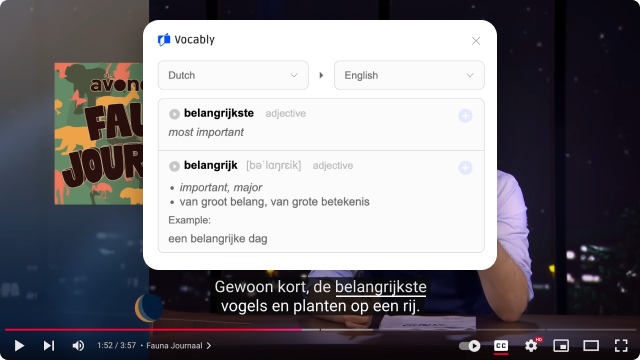 Vocably
Dutch
English
belangrijkste adjective
most important
belangrijk [bəˈlɑŋrɛik] adjective
• important, major
• van groot belang, van grote betekenis
Example:
een belangrijke dag
avond
FAU
JOUR
Gewoon kort, de belangrijkste
vogels en planten op een rij.
1:52 / 3:57 • Fauna Journaal
CC
HD